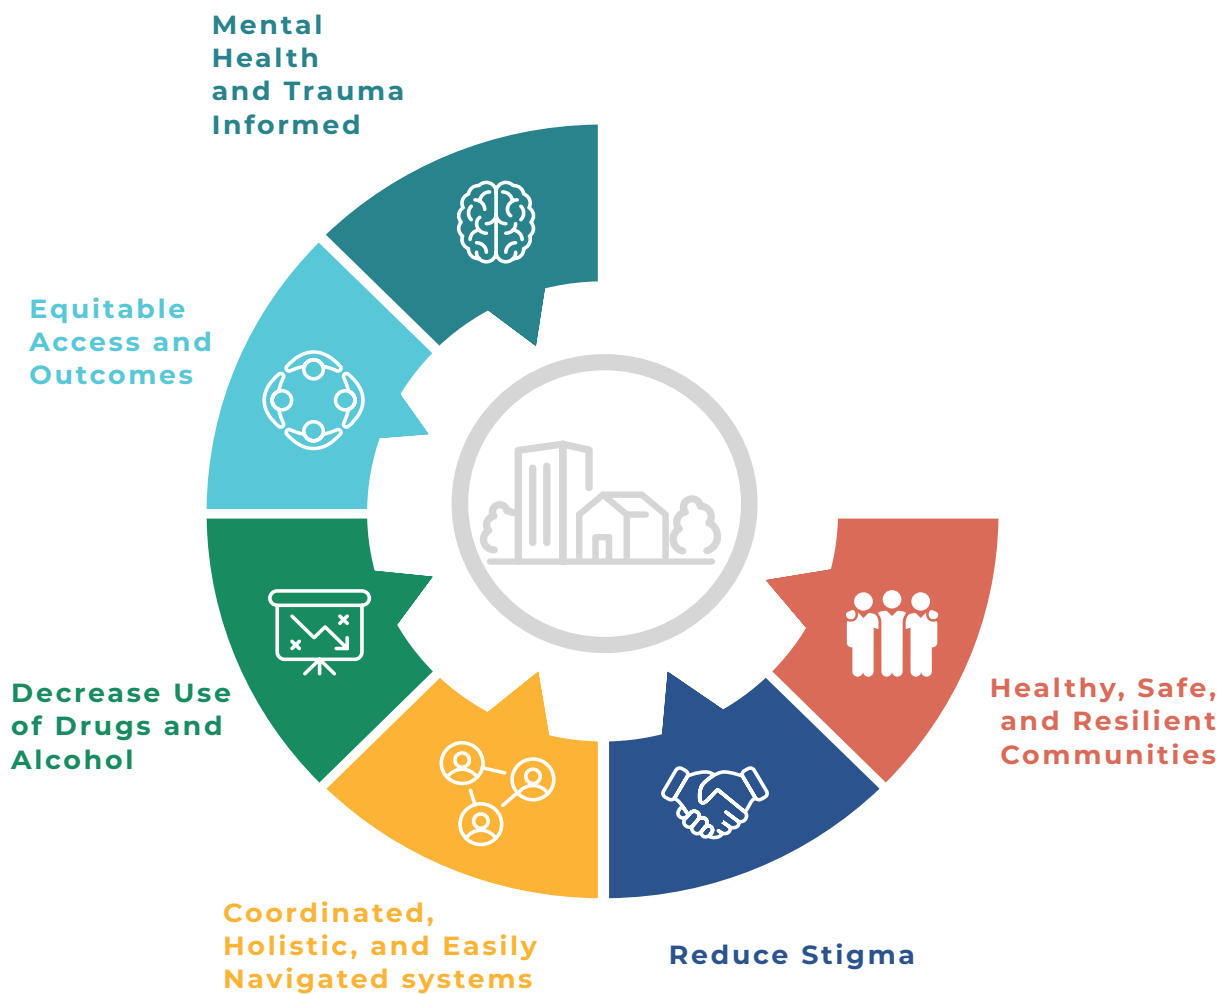 Mental
Health
and Trauma
Informed
Equitable
Access and
Outcomes
Decrease Use
of Drugs and
Alcohol
Coordinated,
Holistic, and Easily
Navigated systems
Reduce Stigma
Healthy, Safe,
and Resilient
Communities